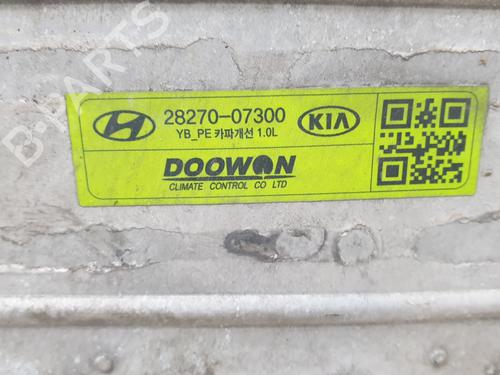 28270-07300
KIA
YB_PE 카파개선 1.0L
DOOWON
CLIMATE CONTROL CO LTD
B-PARTS